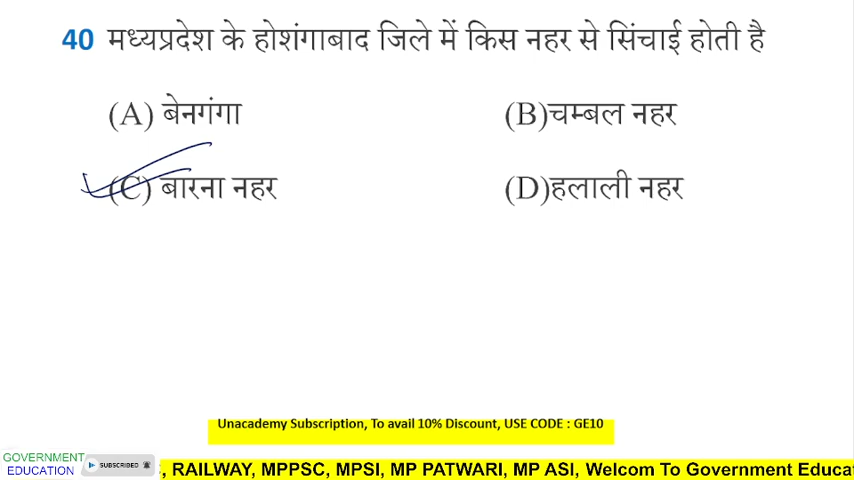 40 मध्यप्रदेश के होशंगाबाद जिले में किस नहर से सिंचाई होती है
(A) बेनगंगा
(B)चम्बल नहर
(C) बारना नहर
(D)हलाली नहर
Unacademy Subscription, To avail 10% Discount, USE CODE : GE10
GOVERNMENT
EDUCATION
SUBSCRIBED
, RAILWAY, MPPSC, MPSI, MP PATWARI, MP ASI, Welcom To Government Educa